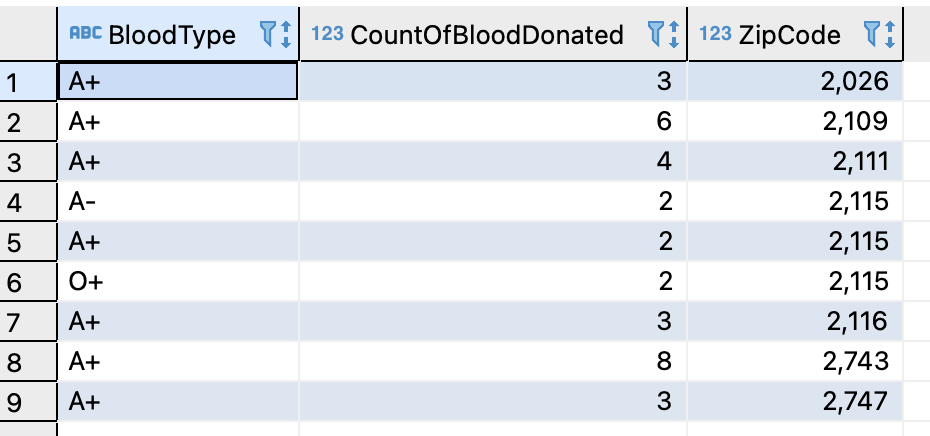 ABC BloodType 123 CountOfBloodDonated 123 ZipCode
1 A+ 3 2,026
2 A+ 6 2,109
3 A+ 4 2,111
4 A- 2 2,115
5 A+ 2 2,115
6 O+ 2 2,115
7 A+ 3 2,116
8 A+ 8 2,743
9 A+ 3 2,747